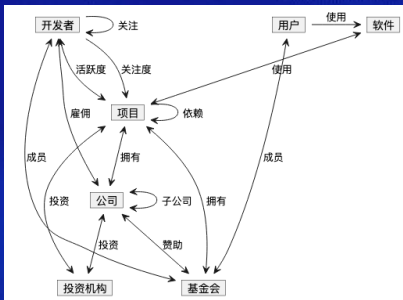 使用
开发者
关注
用户
软件
活跃度
关注度
使用
雇佣
项目
依赖
成员
拥有
成员
投资
公司
子公司
拥有
投资
赞助
投资机构
基金会